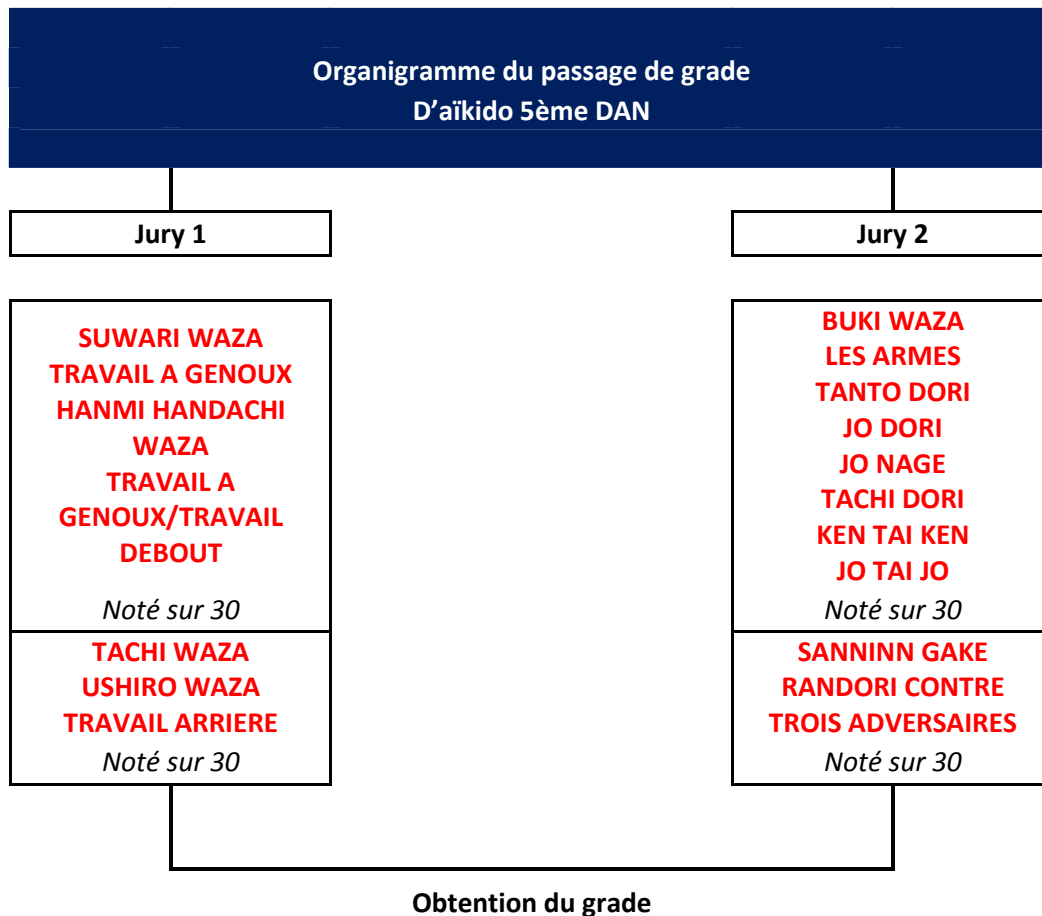 Organigramme du passage de grade
D’aïkido 5ème DAN
Jury 1
SUWARI WAZA
TRAVAIL A GENOUX
HANMI HANDACHI
WAZA
TRAVAIL A
GENOUX/TRAVAIL
DEBOUT
Noté sur 30
TACHI WAZA
USHIRO WAZA
TRAVAIL ARRIERE
Noté sur 30
Jury 2
BUKI WAZA
LES ARMES
TANTO DORI
JO DORI
JO NAGE
TACHI DORI
KEN TAI KEN
JO TAI JO
Noté sur 30
SANNINN GAKE
RANDORI CONTRE
TROIS ADVERSAIRES
Noté sur 30
Obtention du grade